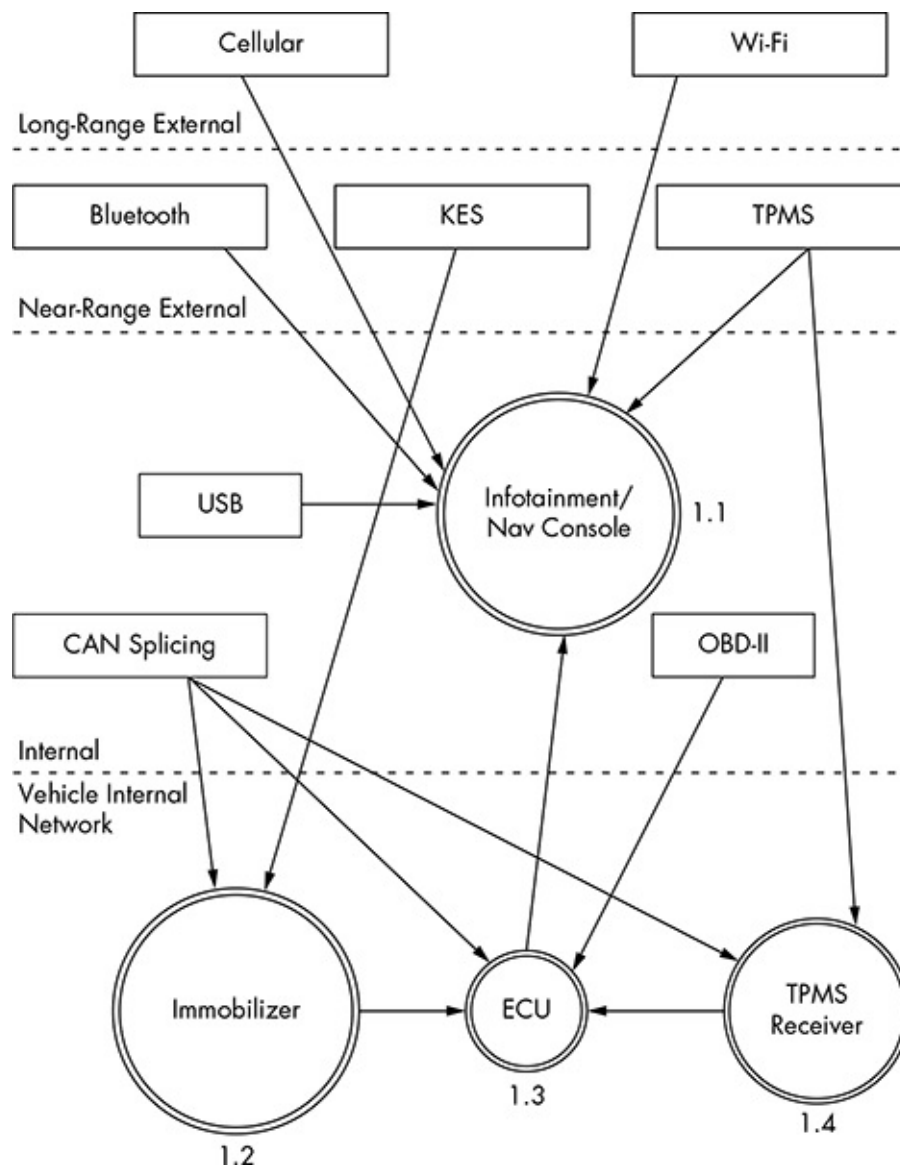 Cellular
Wi-Fi
Long-Range External
Bluetooth
KES
TPMS
Near-Range External
USB
Infotainment/
Nav Console
1.1
CAN Splicing
OBD-II
Internal
Vehicle Internal
Network
Immobilizer
ECU
TPMS
Receiver
1.3
1.4
1.2